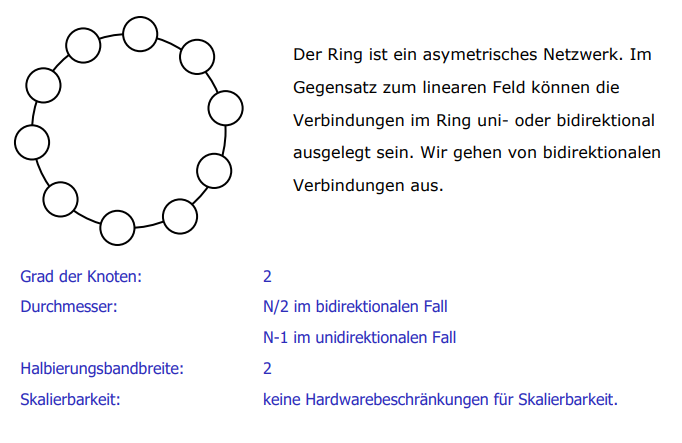 Der Ring ist ein asymetrisches Netzwerk. Im
Gegensatz zum linearen Feld können die
Verbindungen im Ring uni- oder bidirektional
ausgelegt sein. Wir gehen von bidirektionalen
Verbindungen aus.
Grad der Knoten: 2
Durchmesser: N/2 im bidirektionalen Fall
N-1 im unidirektionalen Fall
Halbierungsbandbreite: 2
Skalierbarkeit: keine Hardwarebeschränkungen für Skalierbarkeit.